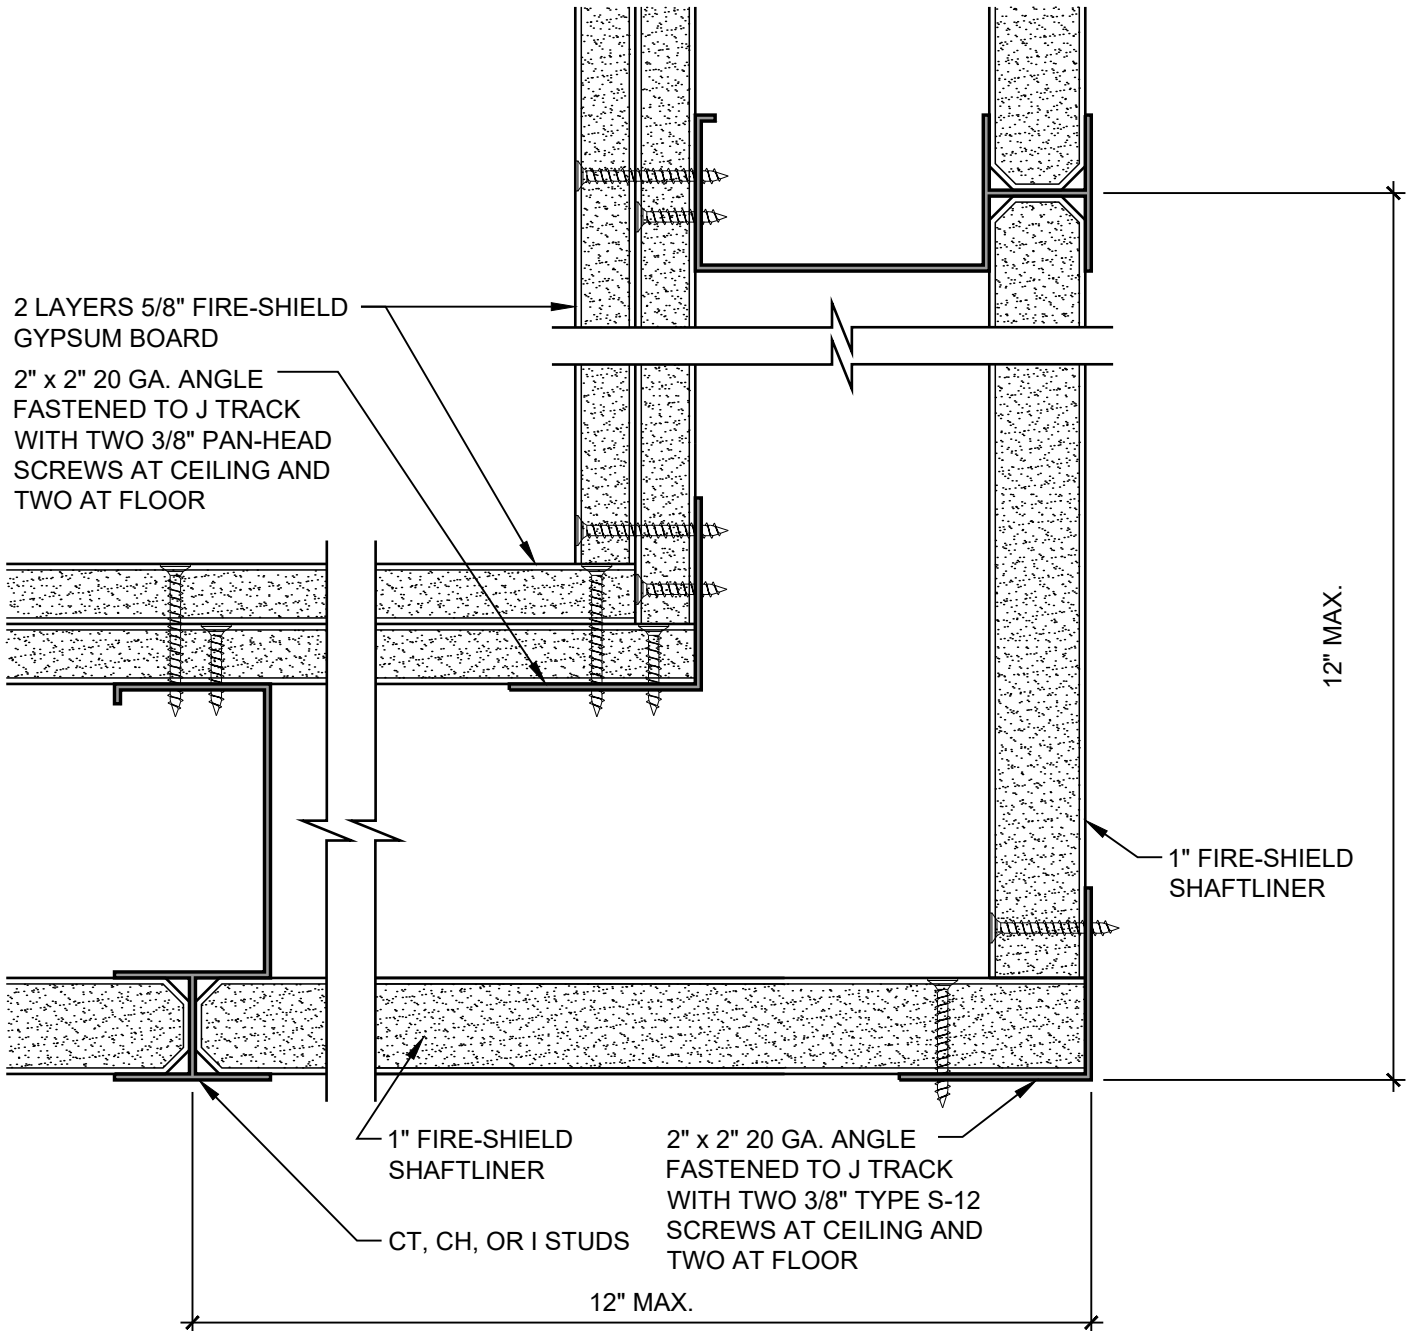 2 LAYERS 5/8" FIRE-SHIELD
GYPSUM BOARD
2" x 2" 20 GA. ANGLE
FASTENED TO J TRACK
WITH TWO 3/8" PAN-HEAD
SCREWS AT CEILING AND
TWO AT FLOOR
12" MAX.
1" FIRE-SHIELD
SHAFTLINER
1" FIRE-SHIELD
SHAFTLINER
CT, CH, OR I STUDS
2" x 2" 20 GA. ANGLE
FASTENED TO J TRACK
WITH TWO 3/8" TYPE S-12
SCREWS AT CEILING AND
TWO AT FLOOR
12" MAX.